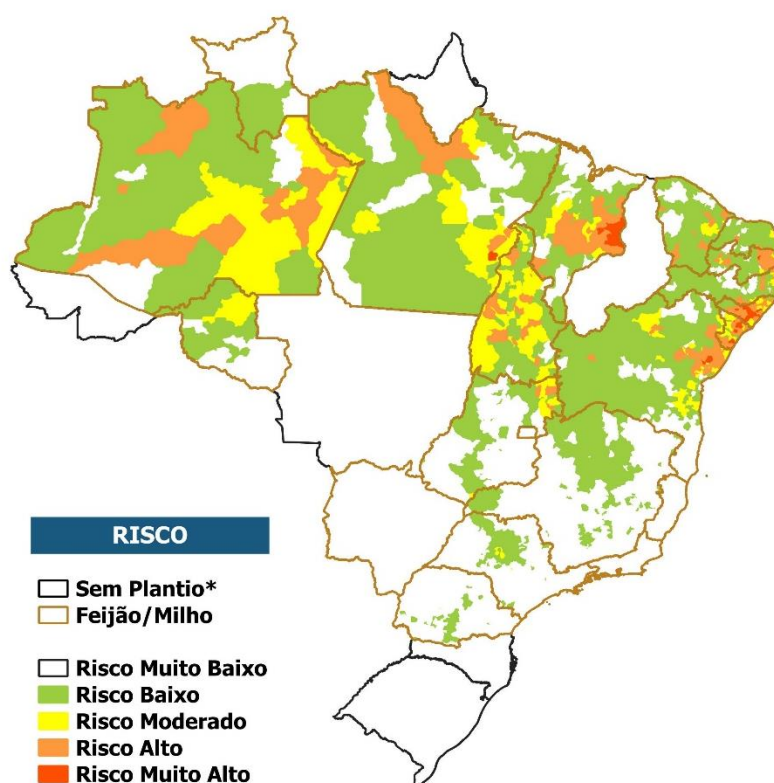 RISCO
Sem Plantio*
Feijão/Milho
Risco Muito Baixo
Risco Baixo
Risco Moderado
Risco Alto
Risco Muito Alto